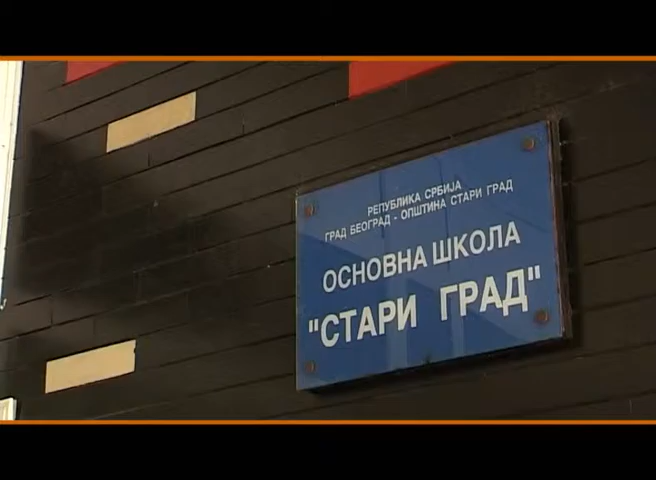 РЕПУБЛИКА СРБИЈА
ГРАД БЕОГРАД - ОПШТИНА СТАРИ ГРАД
ОСНОВНА ШКОЛА
"СТАРИ ГРАД"